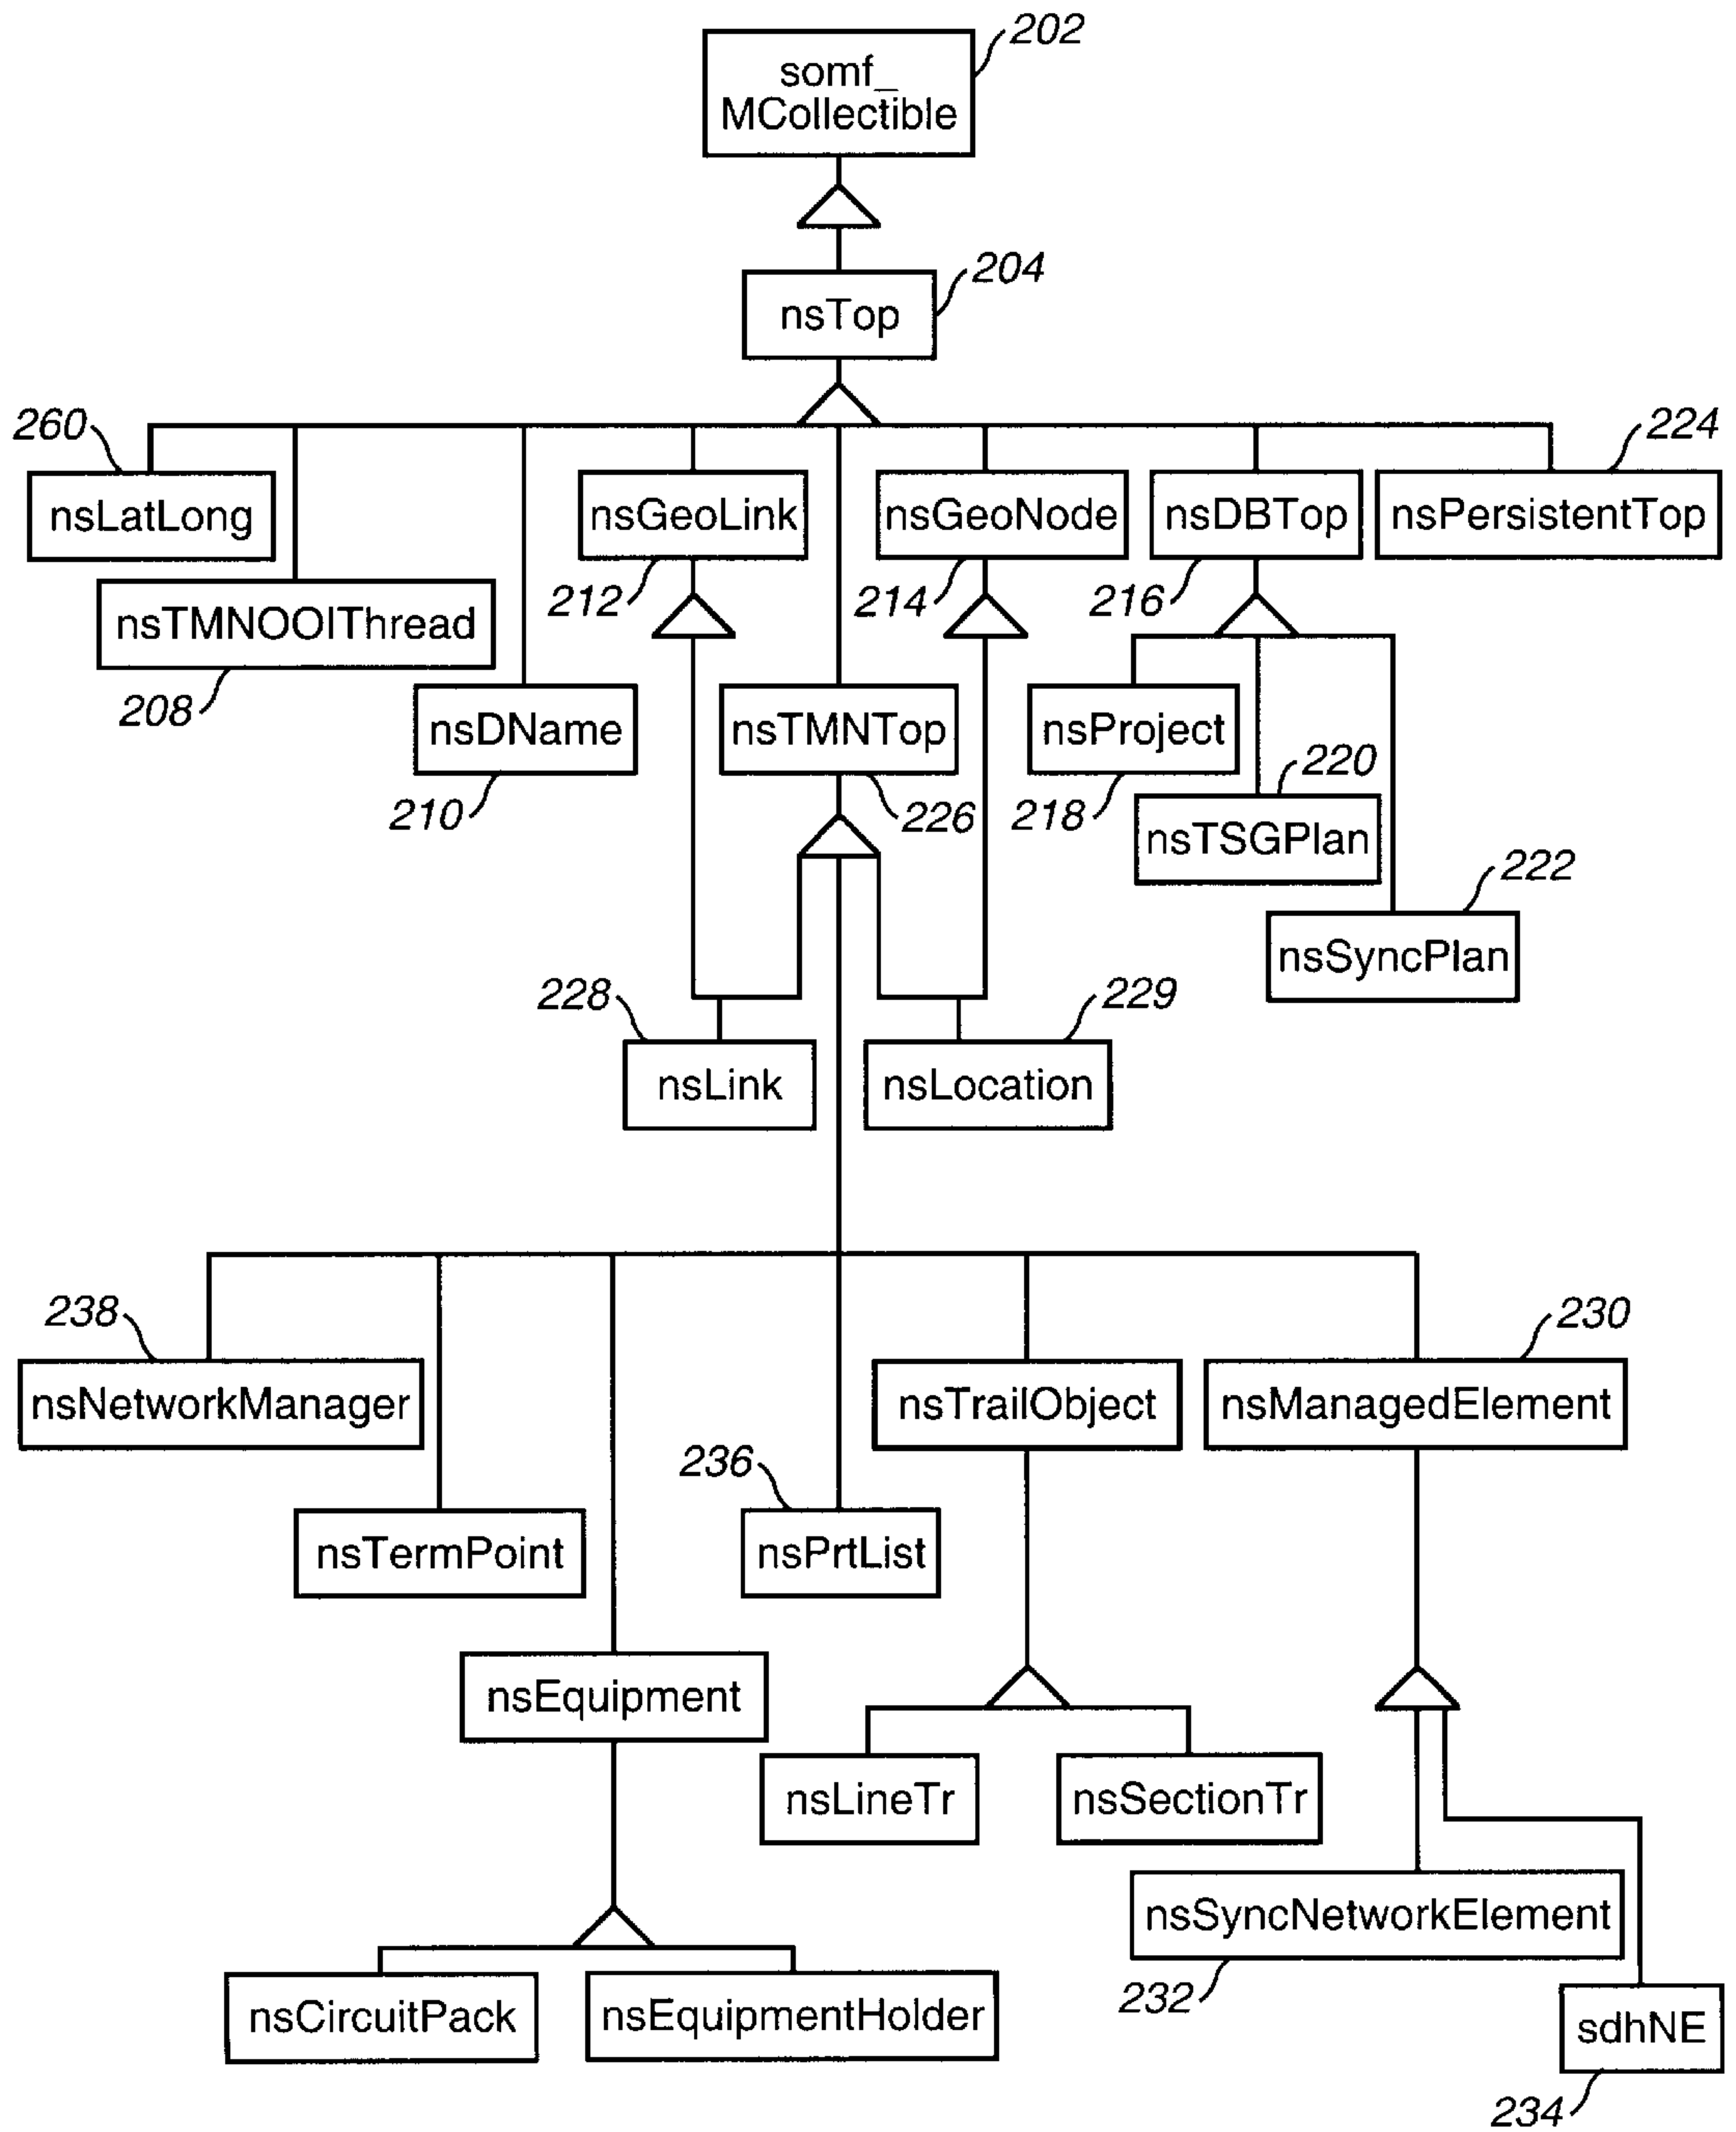 202
somf_
MCollectible
204
nsTop
260
224
nsLatLong
nsGeoLink
nsGeoNode
nsDBTop
nsPersistentTop
212
214
216
nsTMNOOIThread
208
nsDName
nsTMNTop
nsProject
220
210
226
218
nsTSGPlan
222
nsSyncPlan
228
229
nsLink
nsLocation
238
230
nsNetworkManager
nsTrailObject
nsManagedElement
236
nsTermPoint
nsPrtList
nsEquipment
nsLineTr
nsSectionTr
nsSyncNetworkElement
232
nsCircuitPack
nsEquipmentHolder
sdhNE
234